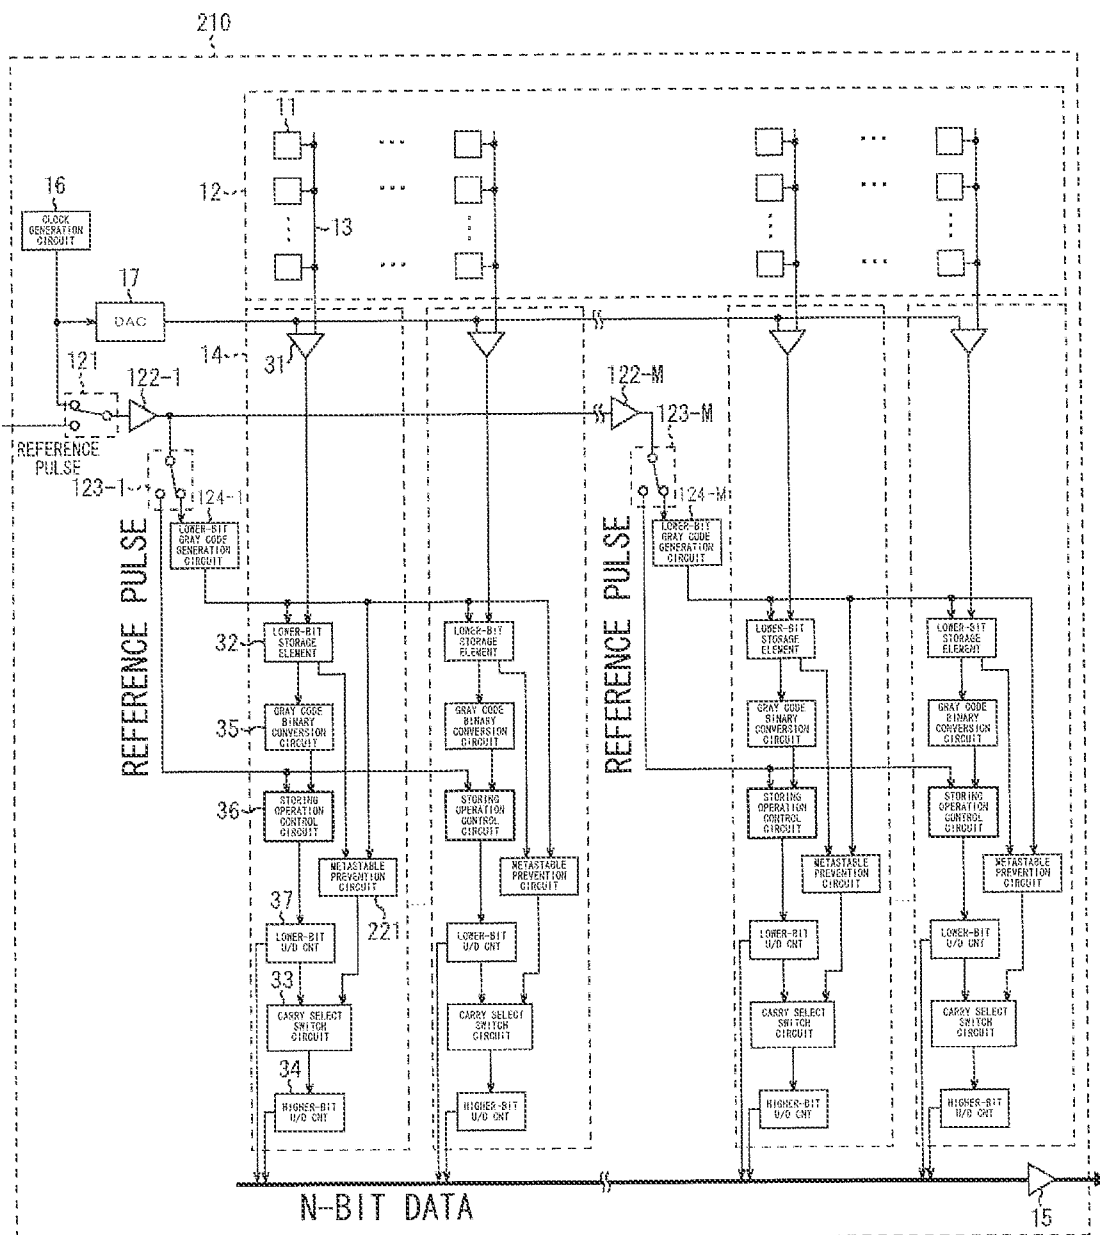 210
11
12
13
16
CLOCK
GENERATION
CIRCUIT
17
DAC
14
31
121
122-1
122-M
REFERENCE
PULSE
123-1
123-M
124-1
124-M
LOWER-BIT
GRAY CODE
GENERATION
CIRCUIT
LOWER-BIT
GRAY CODE
GENERATION
CIRCUIT
REFERENCE PULSE
REFERENCE PULSE
32
LOWER-BIT
STORAGE
ELEMENT
LOWER-BIT
STORAGE
ELEMENT
LOWER-BIT
STORAGE
ELEMENT
LOWER-BIT
STORAGE
ELEMENT
35
GRAY CODE
BINARY
CONVERSION
CIRCUIT
GRAY CODE
BINARY
CONVERSION
CIRCUIT
GRAY CODE
BINARY
CONVERSION
CIRCUIT
GRAY CODE
BINARY
CONVERSION
CIRCUIT
36
STORING
OPERATION
CONTROL
CIRCUIT
STORING
OPERATION
CONTROL
CIRCUIT
STORING
OPERATION
CONTROL
CIRCUIT
STORING
OPERATION
CONTROL
CIRCUIT
METASTABLE
PREVENTION
CIRCUIT
METASTABLE
PREVENTION
CIRCUIT
METASTABLE
PREVENTION
CIRCUIT
METASTABLE
PREVENTION
CIRCUIT
221
37
LOWER-BIT
U/D CNT
LOWER-BIT
U/D CNT
LOWER-BIT
U/D CNT
LOWER-BIT
U/D CNT
33
CARRY SELECT
SWITCH
CIRCUIT
CARRY SELECT
SWITCH
CIRCUIT
CARRY SELECT
SWITCH
CIRCUIT
CARRY SELECT
SWITCH
CIRCUIT
34
HIGHER-BIT
U/D CNT
HIGHER-BIT
U/D CNT
HIGHER-BIT
U/D CNT
HIGHER-BIT
U/D CNT
N-BIT DATA
15